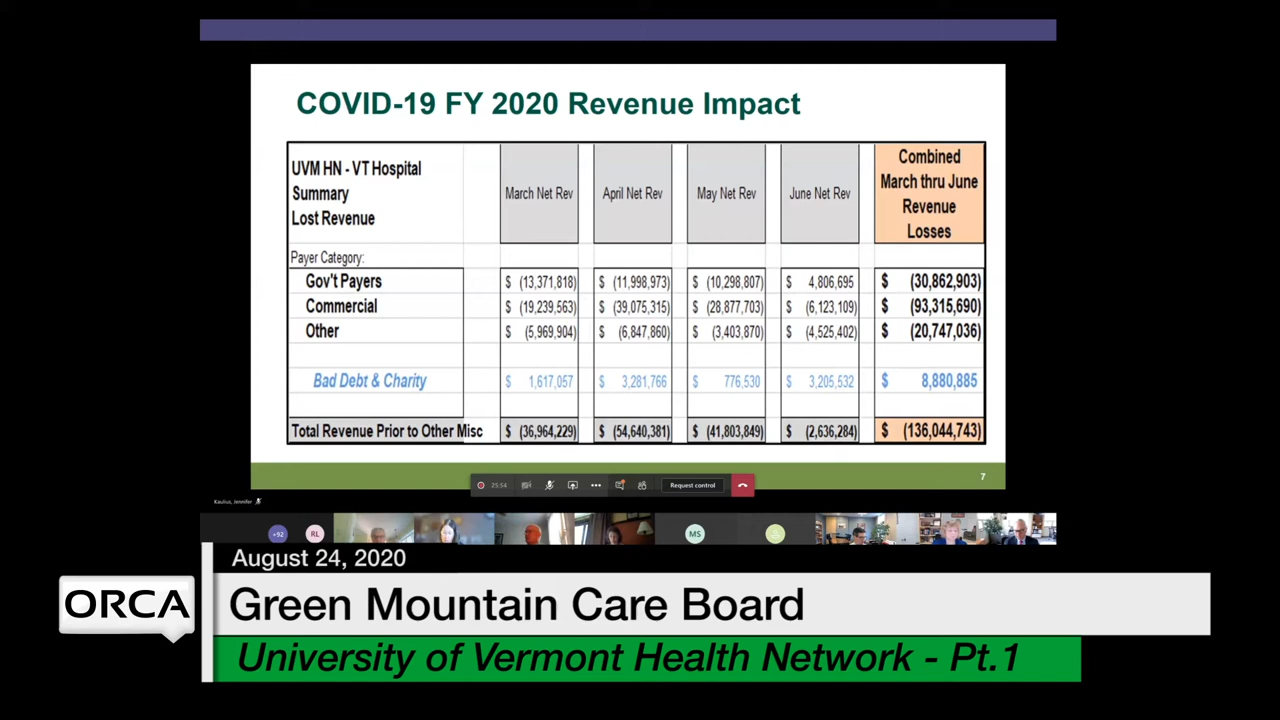 COVID-19 FY 2020 Revenue Impact
UVM HN - VT Hospital
Summary
Lost Revenue
March Net Rev
April Net Rev
May Net Rev
June Net Rev
Combined
March thru June
Revenue
Losses
Payer Category:
Gov't Payers $ (13,371,818) $ (11,998,973) $ (10,298,807) $ 4,806,695 $ (30,862,903)
Commercial $ (19,239,563) $ (39,075,315) $ (28,877,703) $ (6,123,109) $ (93,315,690)
Other $ (5,969,904) $ (6,847,860) $ (3,403,870) $ (4,525,402) $ (20,747,036)
Bad Debt & Charity $ 1,617,057 $ 3,281,766 $ 776,530 $ 3,205,532 $ 8,880,885
Total Revenue Prior to Other Misc $ (36,964,229) $ (54,640,381) $ (41,803,849) $ (2,636,284) $ (136,044,743)
7
25:54
Request control
Kaulius, Jennifer
+92
RL
MS
August 24, 2020
ORCA
Green Mountain Care Board
University of Vermont Health Network - Pt.1